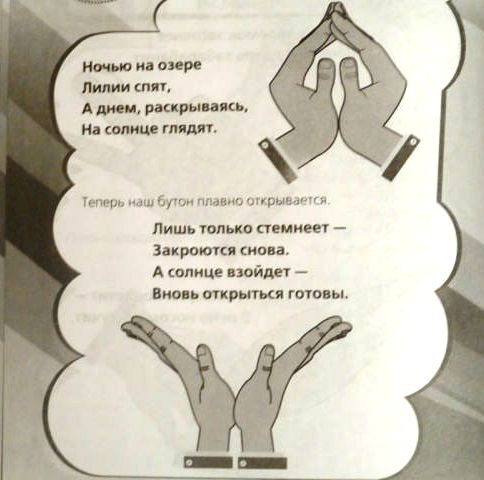 Ночью на озере
Лилии спят,
А днем, раскрываясь,
На солнце глядят.
Теперь наш бутон плавно открывается.
Лишь только стемнеет —
Закроются снова.
А солнце взойдет —
Вновь открыться готовы.